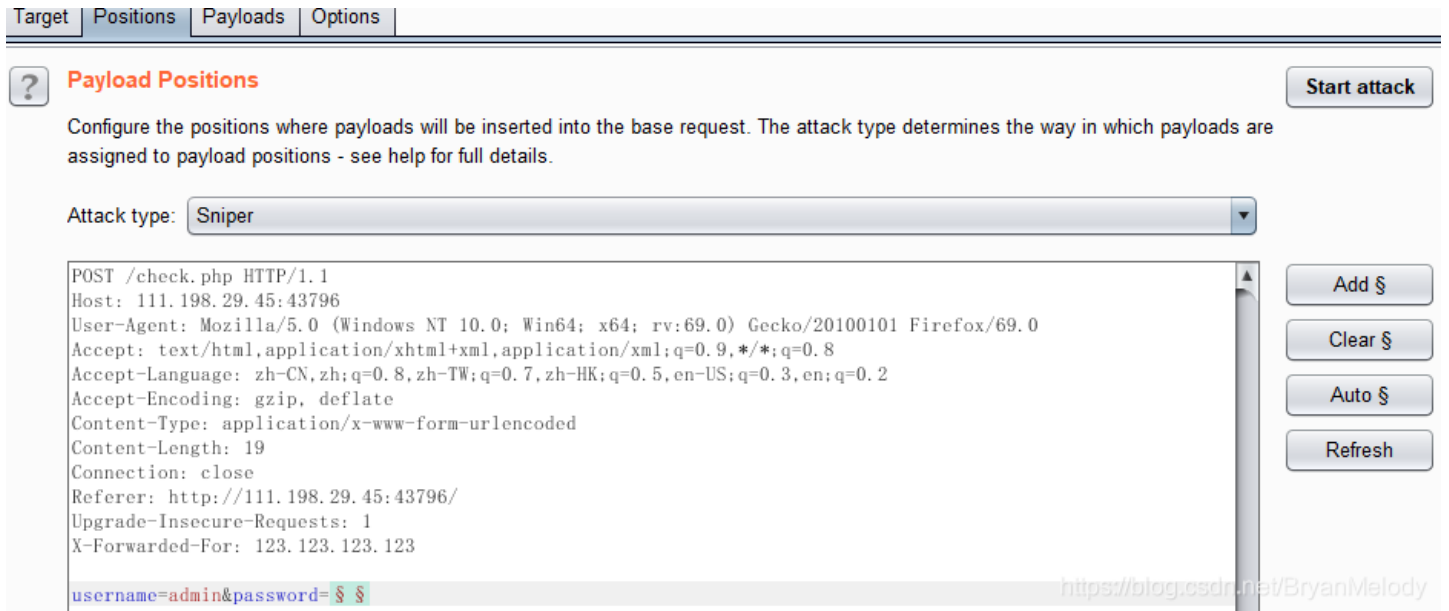 Target Positions Payloads Options
?
Payload Positions
Start attack
Configure the positions where payloads will be inserted into the base request. The attack type determines the way in which payloads are
assigned to payload positions - see help for full details.
Attack type: Sniper
POST /check.php HTTP/1.1
Host: 111.198.29.45:43796
User-Agent: Mozilla/5.0 (Windows NT 10.0; Win64; x64; rv:69.0) Gecko/20100101 Firefox/69.0
Accept: text/html,application/xhtml+xml,application/xml;q=0.9,*/*;q=0.8
Accept-Language: zh-CN,zh;q=0.8,zh-TW;q=0.7,zh-HK;q=0.5,en-US;q=0.3,en;q=0.2
Accept-Encoding: gzip, deflate
Content-Type: application/x-www-form-urlencoded
Content-Length: 19
Connection: close
Referer: http://111.198.29.45:43796/
Upgrade-Insecure-Requests: 1
X-Forwarded-For: 123.123.123.123
username=admin&password=§ §
Add §
Clear §
Auto §
Refresh
https://blog.csdn.net/BryanMelody